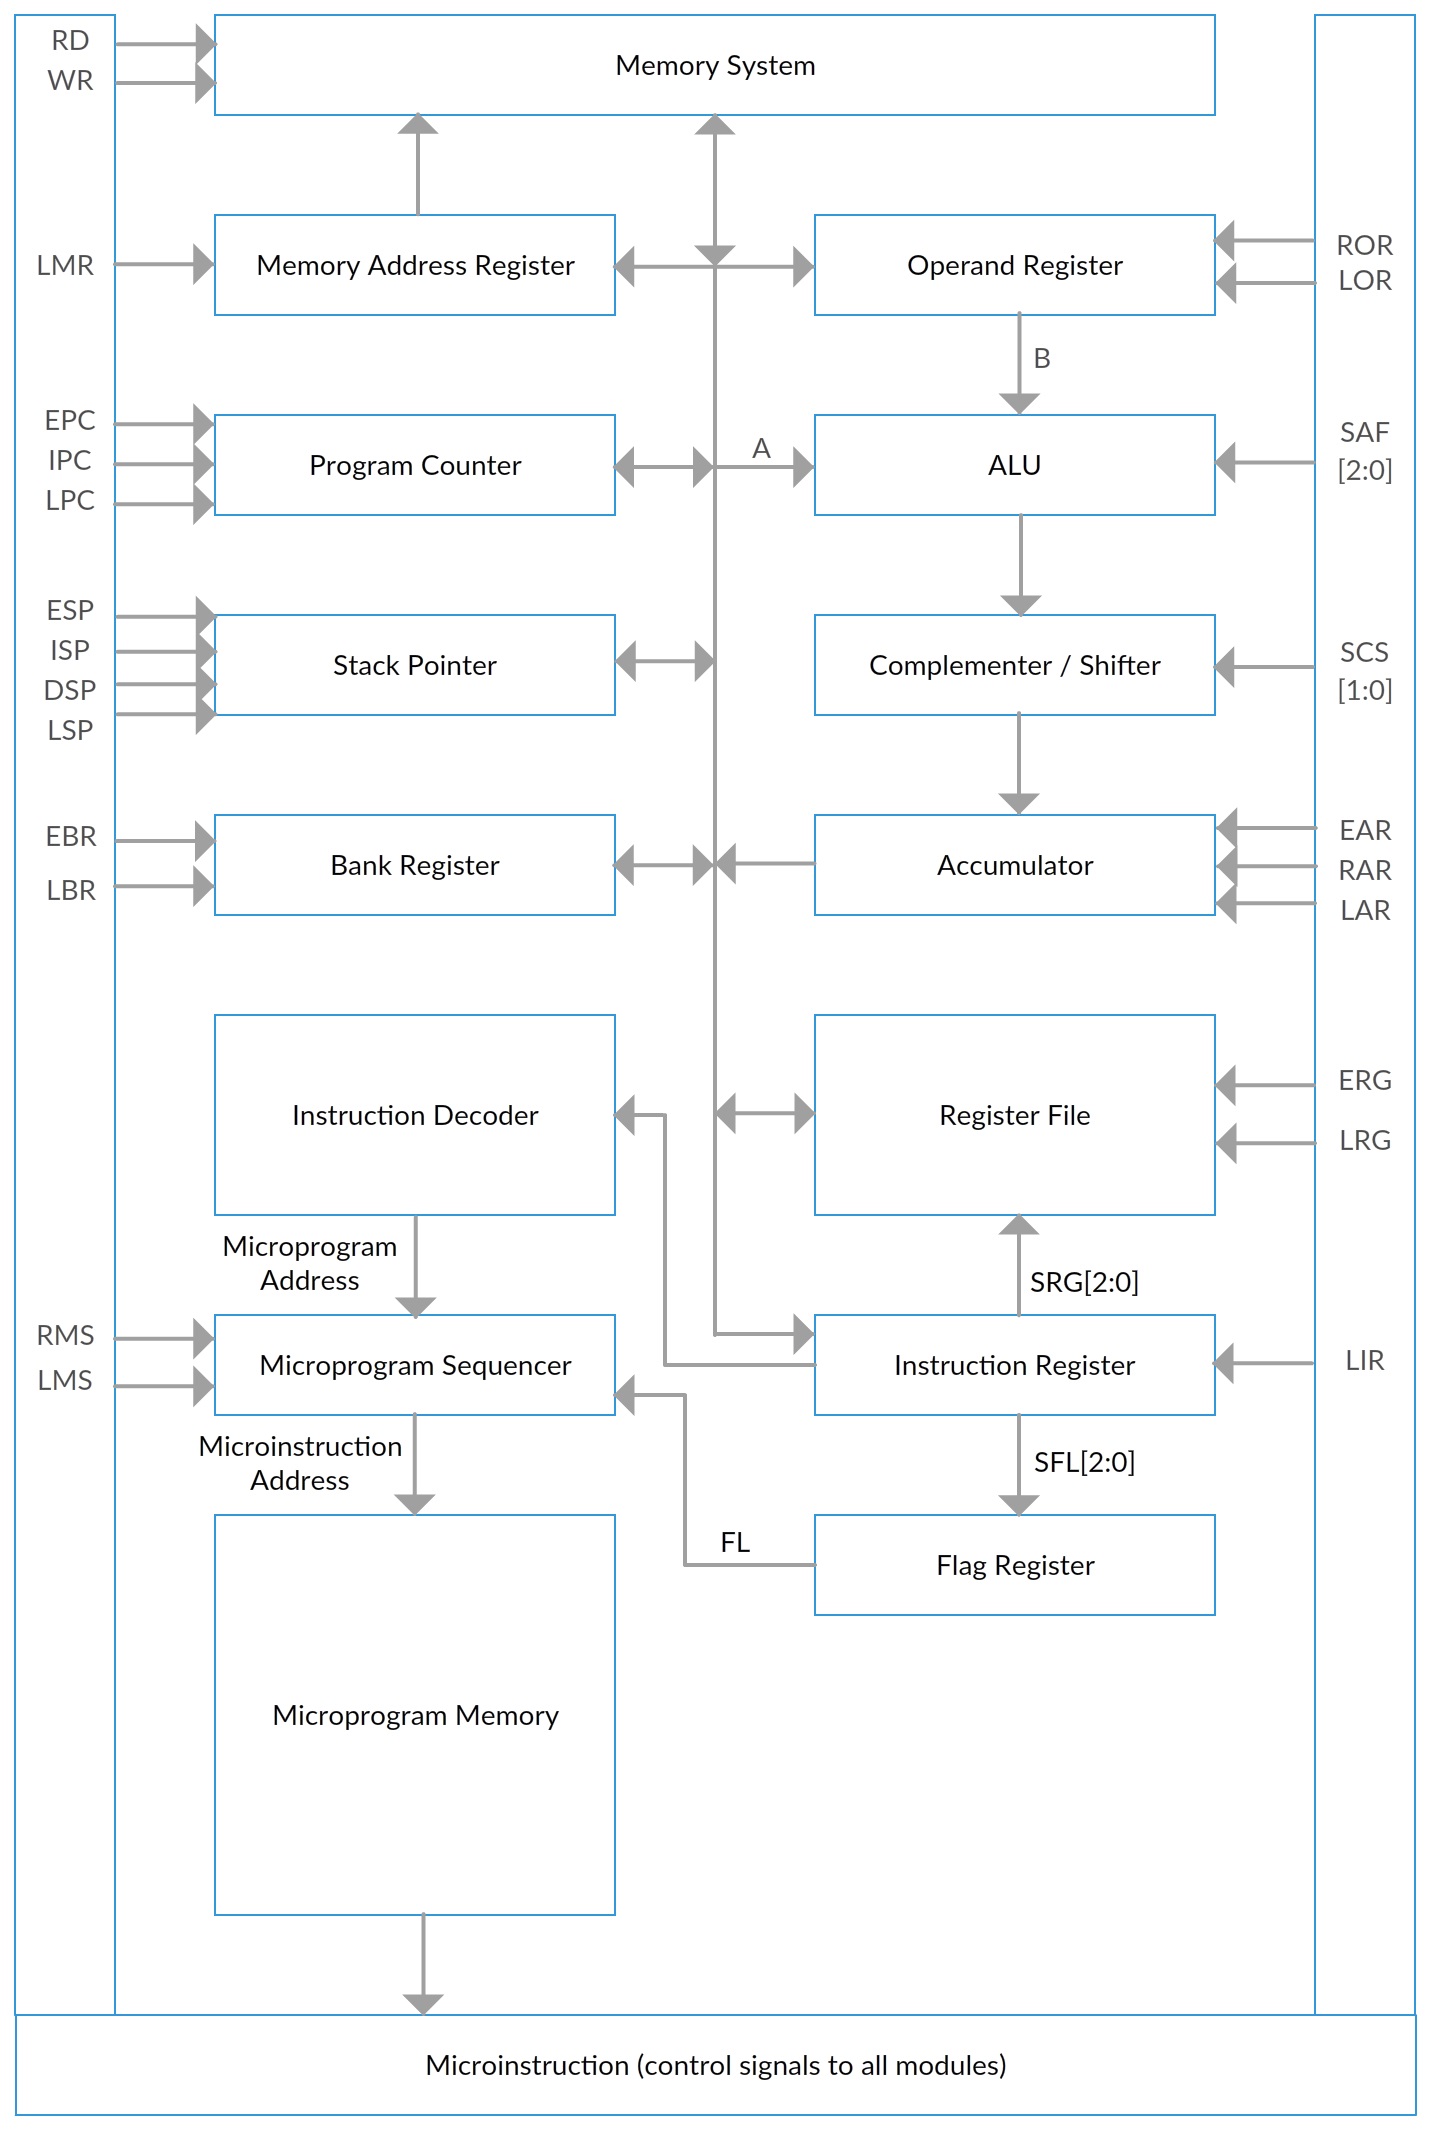 RD
WR
Memory System
LMR
Memory Address Register
Operand Register
ROR
LOR
B
EPC
IPC
LPC
Program Counter
A
ALU
SAF
[2:0]
ESP
ISP
DSP
LSP
Stack Pointer
Complementer / Shifter
SCS
[1:0]
EBR
LBR
Bank Register
Accumulator
EAR
RAR
LAR
Instruction Decoder
Register File
ERG
LRG
Microprogram
Address
SRG[2:0]
RMS
LMS
Microprogram Sequencer
Instruction Register
LIR
Microinstruction
Address
SFL[2:0]
FL
Flag Register
Microprogram Memory
Microinstruction (control signals to all modules)